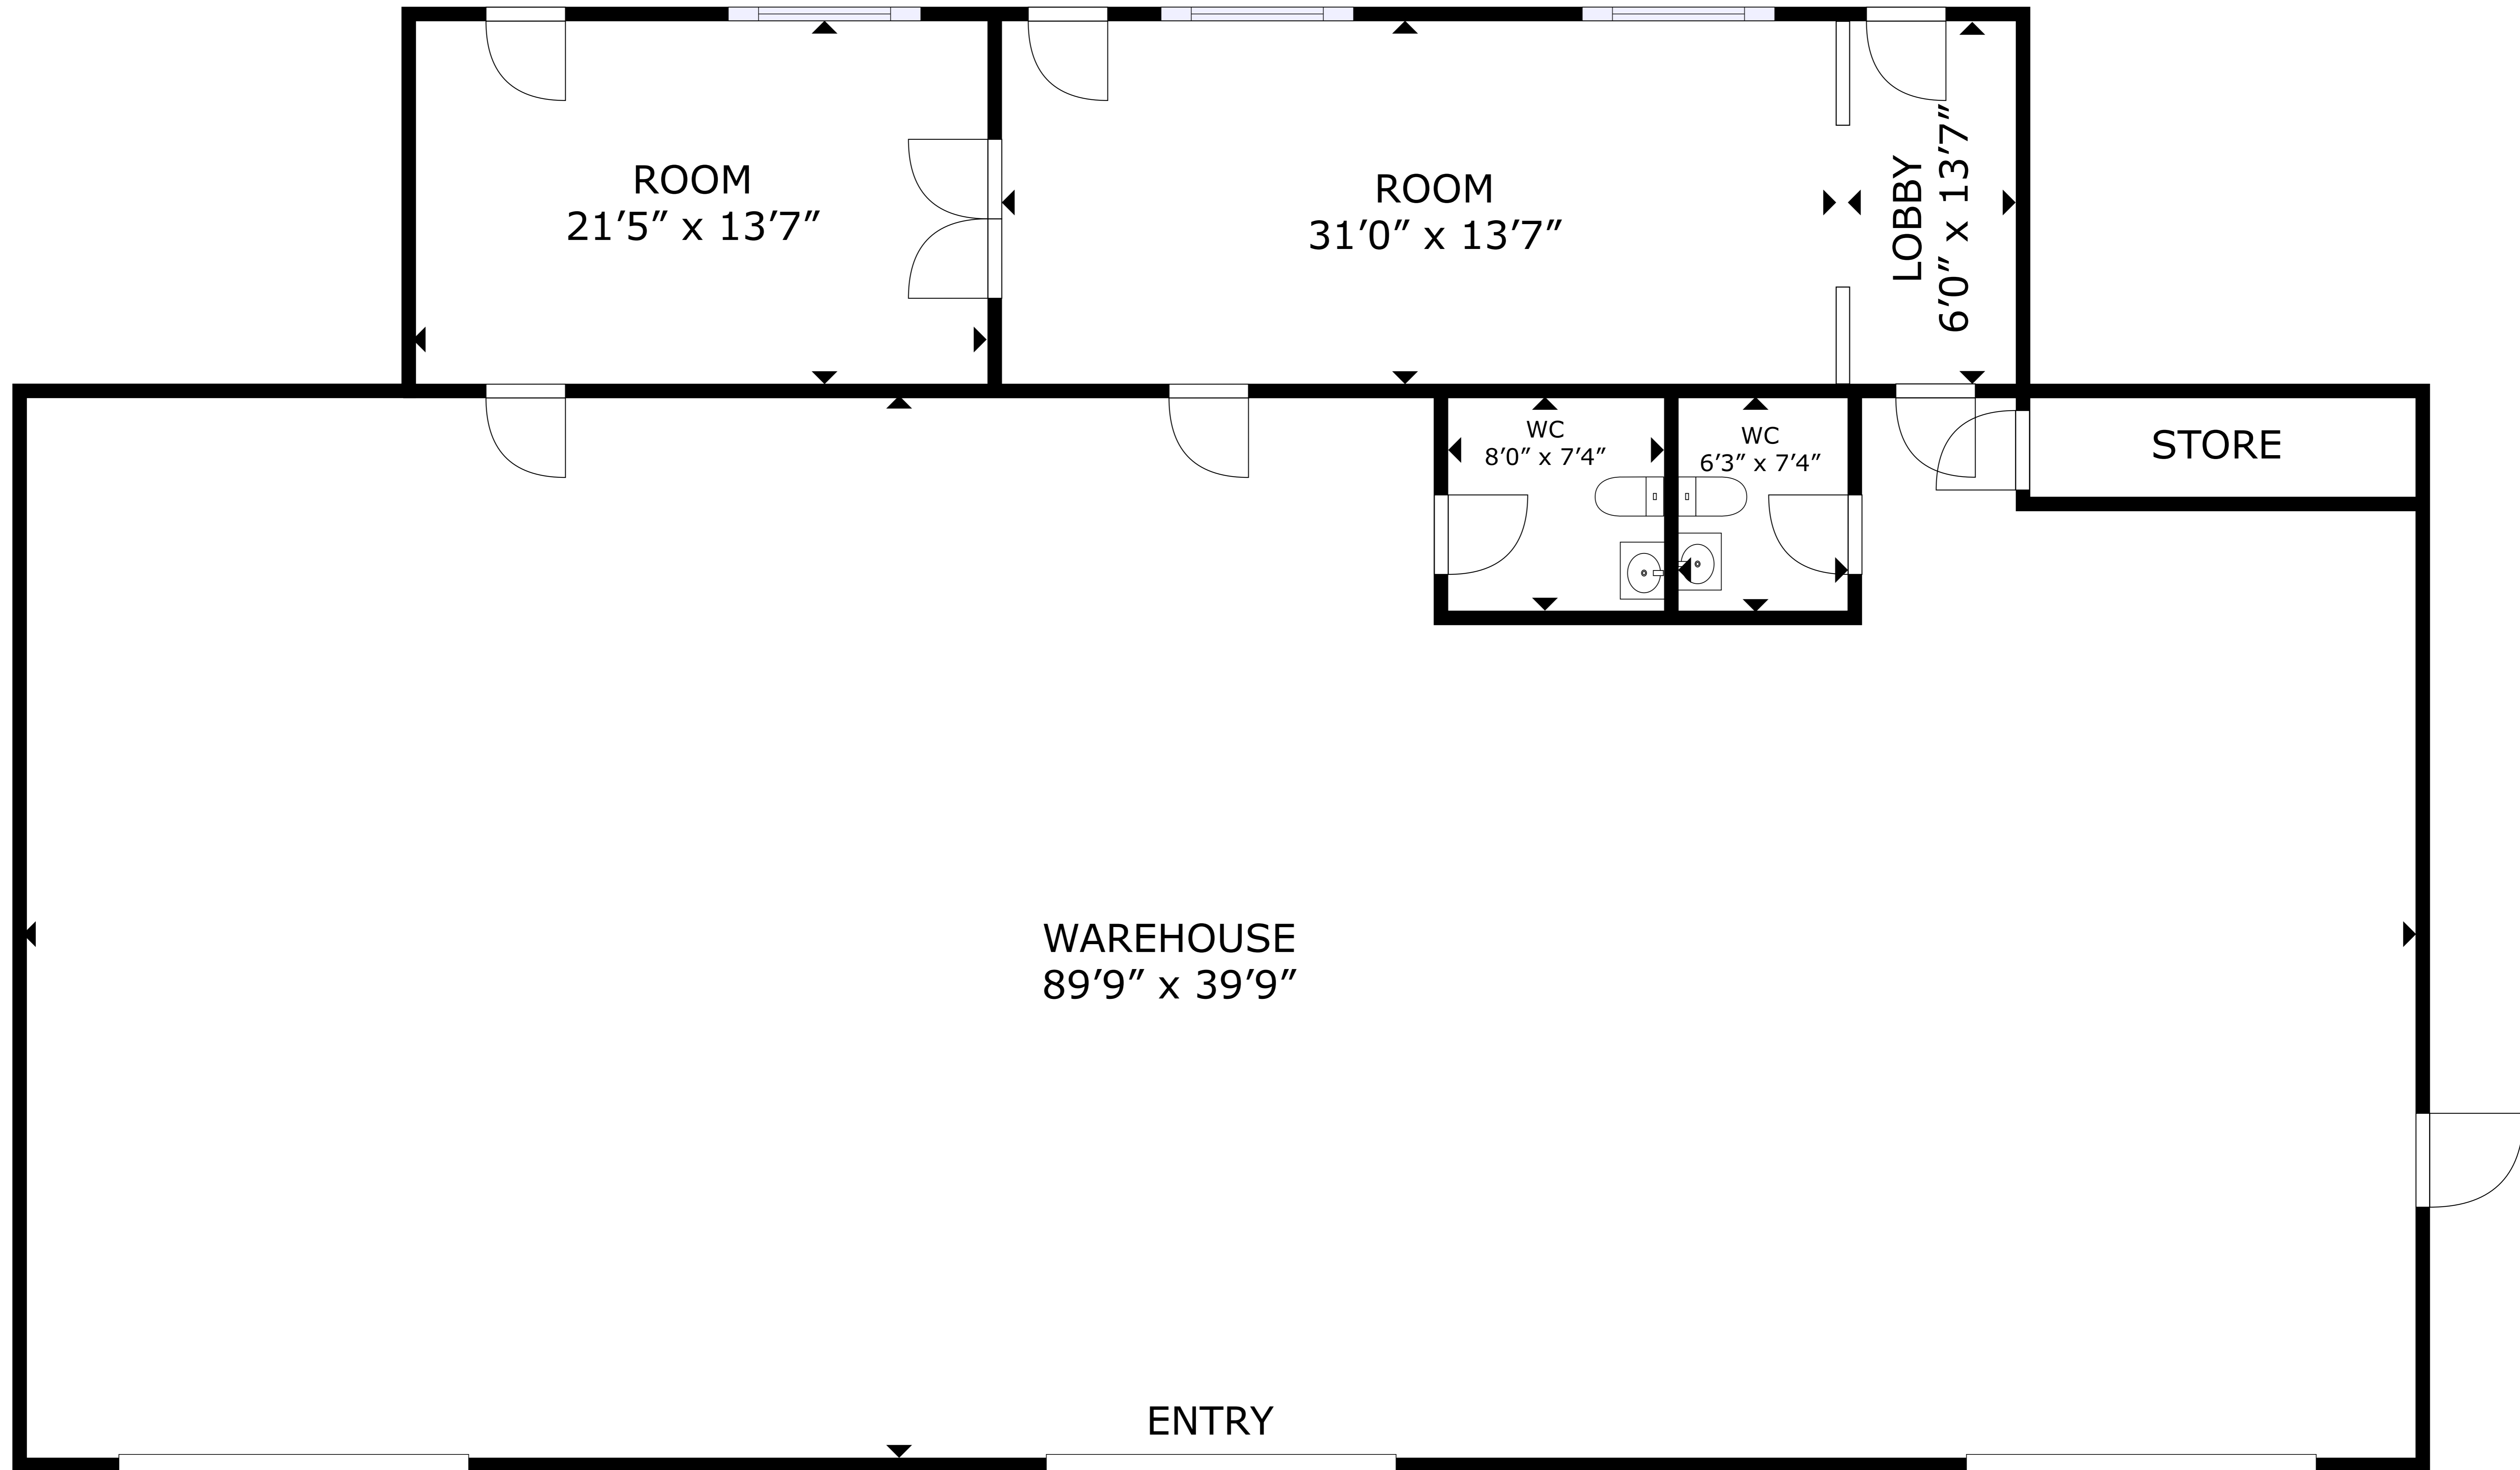 ROOM
21′5″ x 13′7″
ROOM
31′0″ x 13′7″
LOBBY
6′0″ x 13′7″
WC
8′0″ x 7′4″
WC
6′3″ x 7′4″
STORE
WAREHOUSE
89′9″ x 39′9″
ENTRY